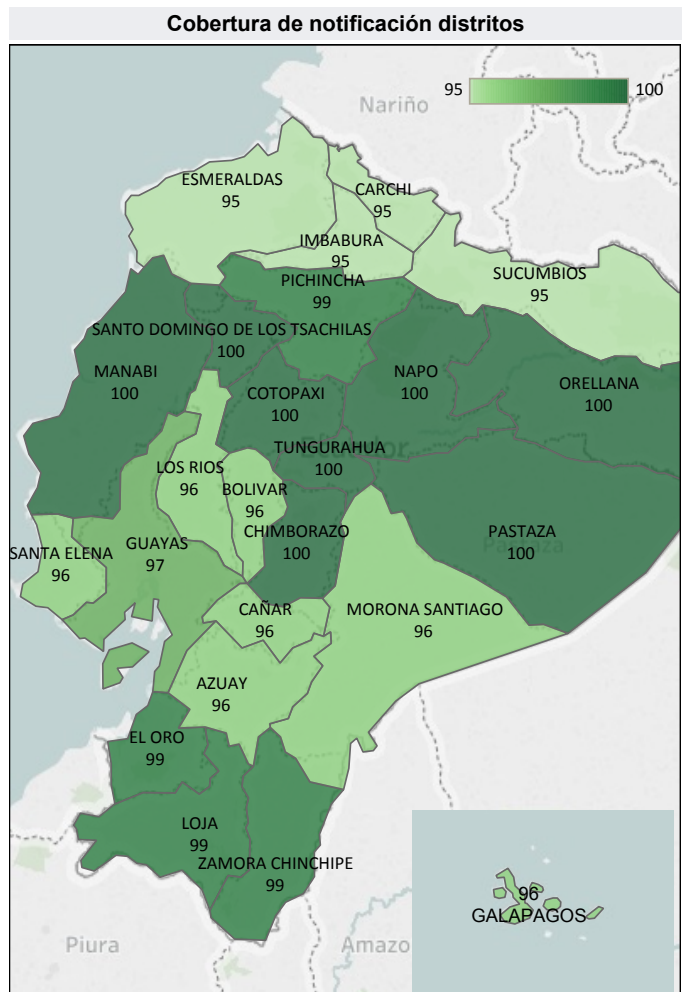 Cobertura de notificación distritos
95
100
Nariño
ESMERALDAS
95
CARCHI
95
IMBABURA
95
SUCUMBIOS
95
PICHINCHA
99
SANTO DOMINGO DE LOS TSACHILAS
100
MANABI
100
NAPO
100
COTOPAXI
100
ORELLANA
100
TUNGURAHUA
100
Ecuador
LOS RIOS
96
BOLIVAR
96
CHIMBORAZO
100
PASTAZA
100
Pastaza
SANTA ELENA
96
GUAYAS
97
CAÑAR
96
MORONA SANTIAGO
96
AZUAY
96
EL ORO
99
LOJA
99
ZAMORA CHINCHIPE
99
96
GALAPAGOS
Piura
Amazo